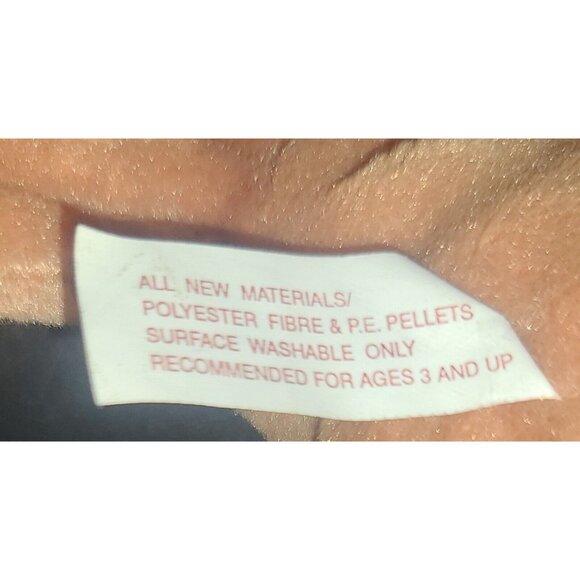 ALL NEW MATERIALS/
POLYESTER FIBRE & P.E. PELLETS
SURFACE WASHABLE ONLY
RECOMMENDED FOR AGES 3 AND UP